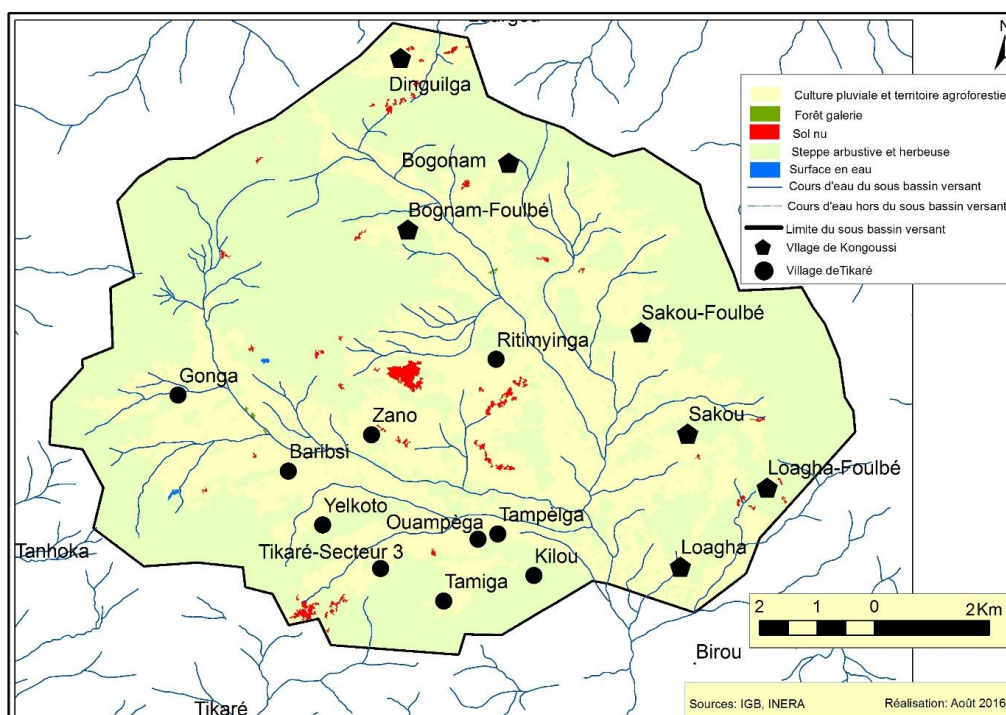 N
Dinguilga
Bogonam
Bognam-Foulbé
Sakou-Foulbé
Ritimyinga
Gonga
Zano
Sakou
Baribsi
Loagha-Foulbé
Yelkoto
Ouampèga
Tampèlga
Tanhoka
Tikaré-Secteur 3
Kilou
Loagha
Tamiga
Birou
Tikaré
Culture pluviale et territoire agroforestie
Forêt galerie
Sol nu
Steppe arbustive et herbeuse
Surface en eau
Cours d'eau du sous bassin versant
Cours d'eau hors du sous bassin versant
Limite du sous bassin versant
VIlage de Kongoussi
Village deTikaré
2 1 0 2 Km
Sources: IGB, INERA Réalisation: Août 2016